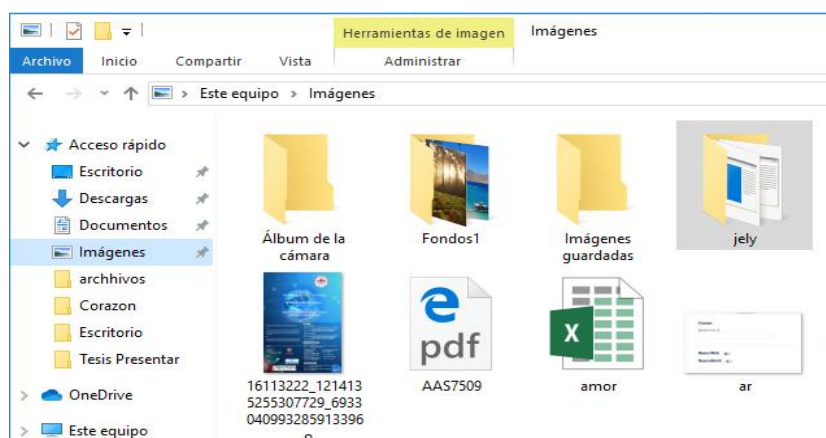 Herramientas de imagen
Imágenes
Archivo
Inicio
Compartir
Vista
Administrar
Este equipo > Imágenes
Acceso rápido
Escritorio
Descargas
Documentos
Imágenes
archhivos
Corazon
Escritorio
Tesis Presentar
OneDrive
Este equipo
Álbum de la
cámara
Fondos1
Imágenes
guardadas
jely
16113222_121413
5255307729_6933
040993285913396
e
pdf
AAS7509
X
amor
ar